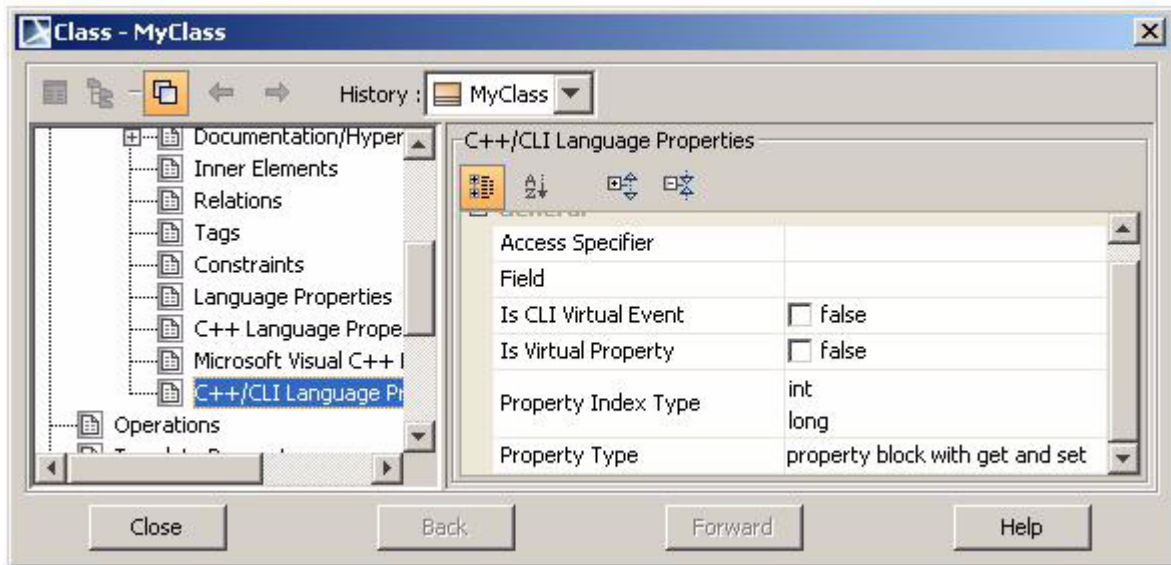 Class - MyClass
History : MyClass
Documentation/Hyper
Inner Elements
Relations
Tags
Constraints
Language Properties
C++ Language Prope
Microsoft Visual C++
C++/CLI Language Pr
Operations
C++/CLI Language Properties
General
Access Specifier
Field
Is CLI Virtual Event false
Is Virtual Property false
Property Index Type int
long
Property Type property block with get and set
Close Back Forward Help